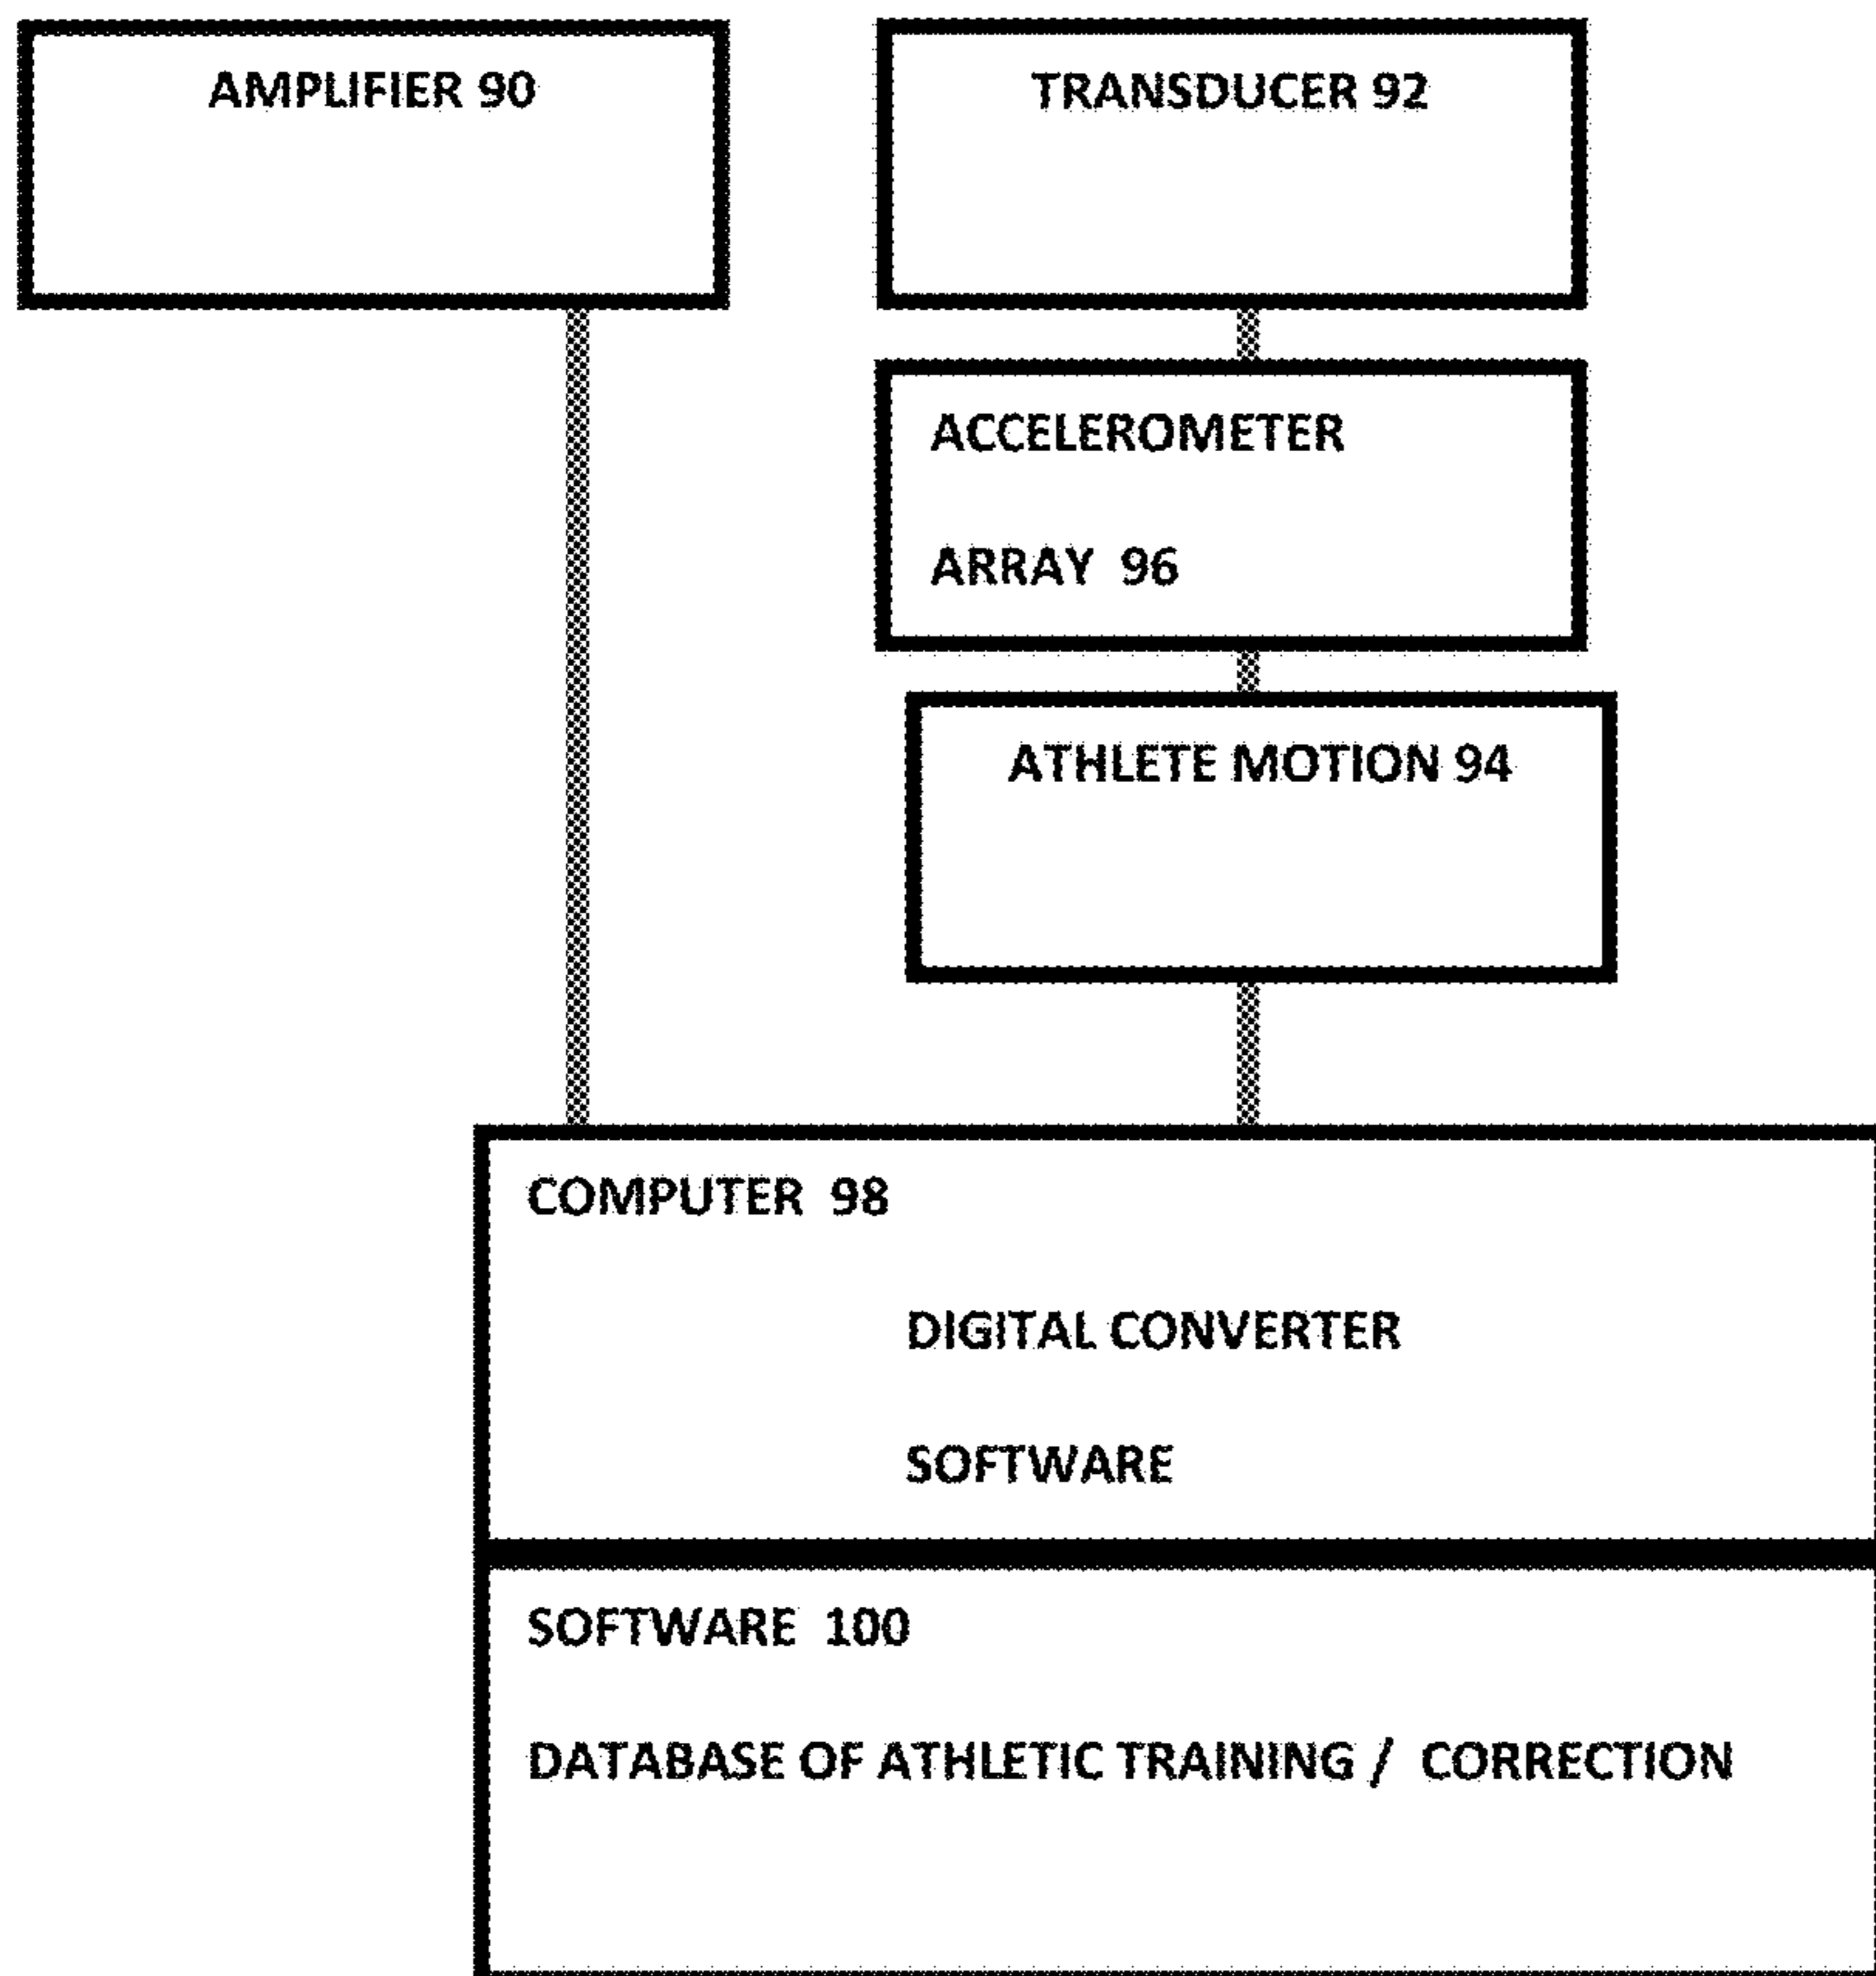 AMPLIFIER 90
TRANSDUCER 92
ACCELEROMETER
ARRAY 96
ATHLETE MOTION 94
COMPUTER 98
DIGITAL CONVERTER
SOFTWARE
SOFTWARE 100
DATABASE OF ATHLETIC TRAINING / CORRECTION